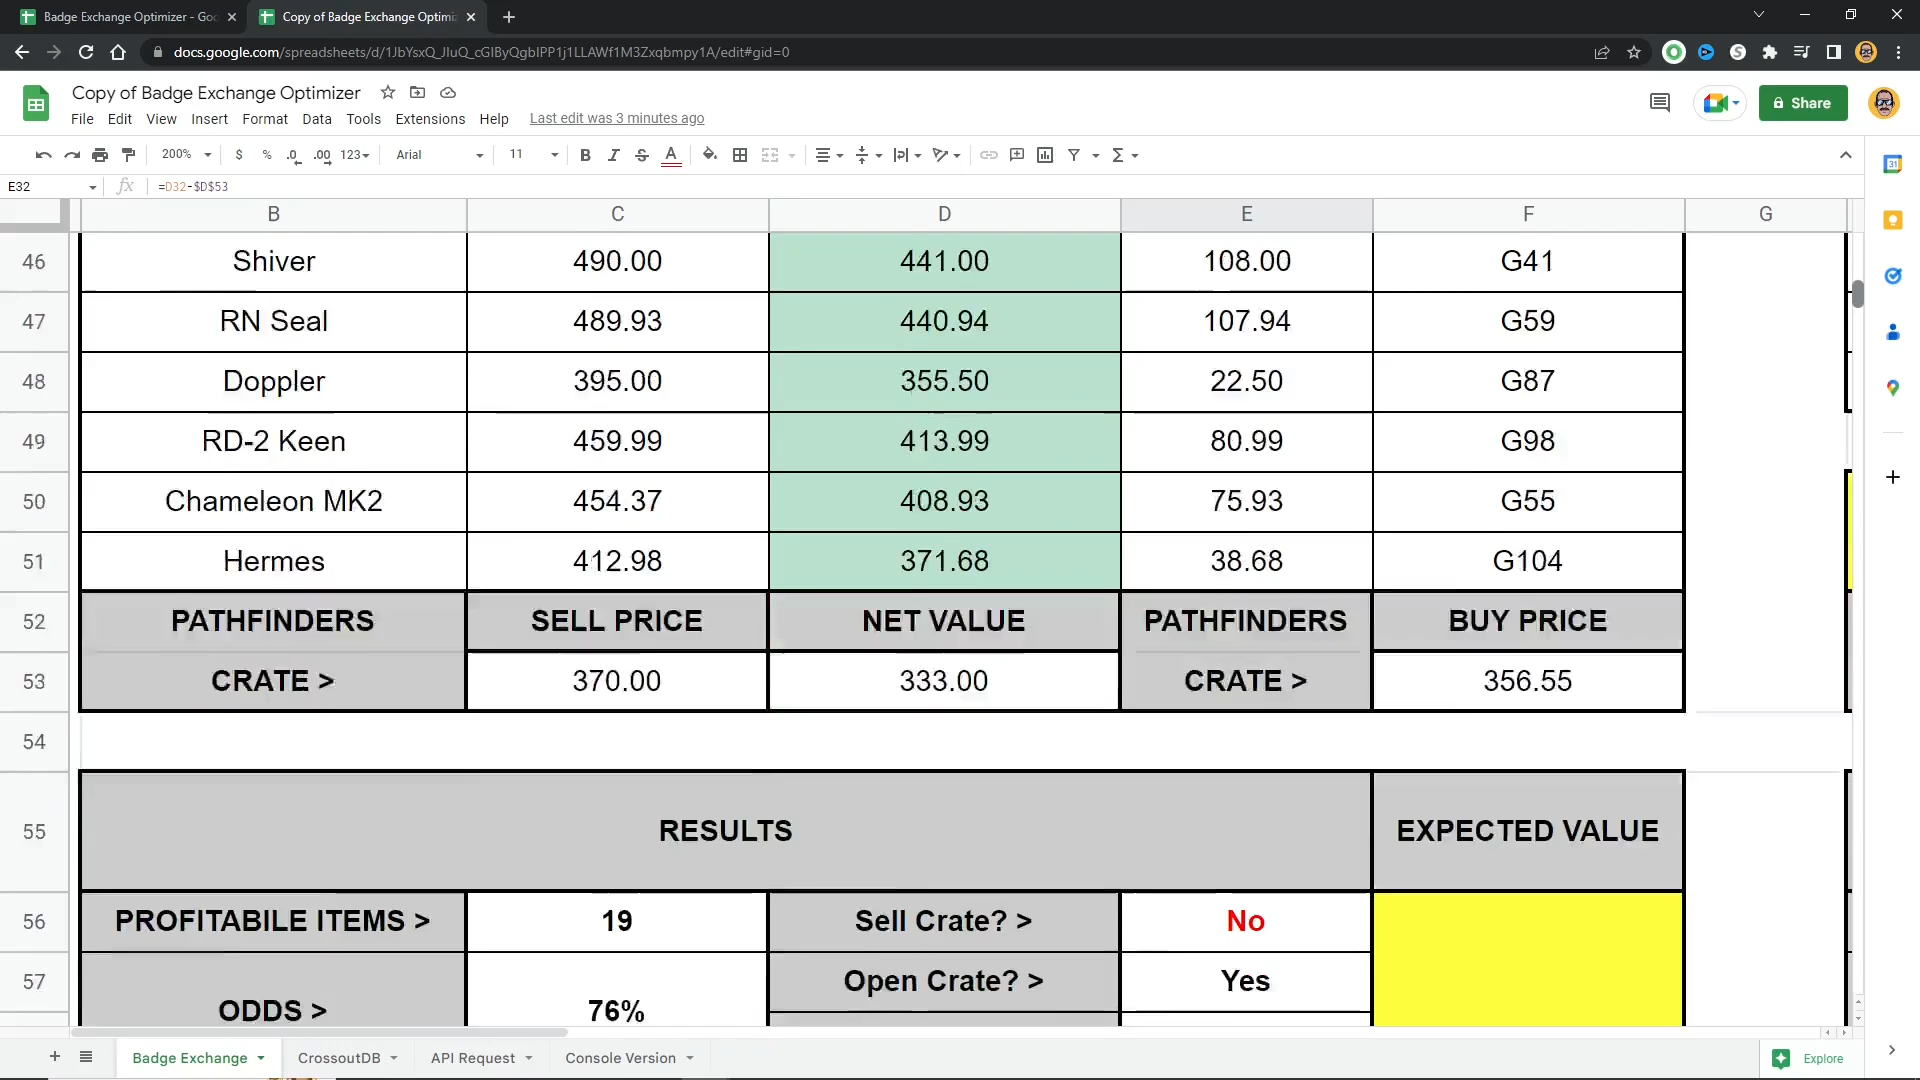 Badge Exchange Optimizer - Goo
Copy of Badge Exchange Optimiz
docs.google.com/spreadsheets/d/1JbYsxQ_JIuQ_cGIByQgbIPP1j1LLAWf1M3Zxqbmpy1A/edit#gid=0
Copy of Badge Exchange Optimizer
Share
File Edit View Insert Format Data Tools Extensions Help Last edit was 3 minutes ago
200% $ % .0 .00 123 Arial 11
E32 fx =D32-$D$53
B C D E F G
46 Shiver 490.00 441.00 108.00 G41
47 RN Seal 489.93 440.94 107.94 G59
48 Doppler 395.00 355.50 22.50 G87
49 RD-2 Keen 459.99 413.99 80.99 G98
50 Chameleon MK2 454.37 408.93 75.93 G55
51 Hermes 412.98 371.68 38.68 G104
52 PATHFINDERS SELL PRICE NET VALUE PATHFINDERS BUY PRICE
53 CRATE > 370.00 333.00 CRATE > 356.55
54
55 RESULTS EXPECTED VALUE
56 PROFITABILE ITEMS > 19 Sell Crate? > No
57 Open Crate? > Yes
ODDS > 76%
Badge Exchange CrossoutDB API Request Console Version Explore